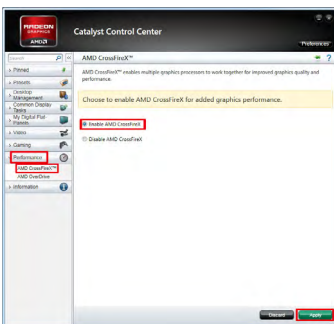 RADEON
GRAPHICS
AMD
Catalyst Control Center
Preferences
Search
AMD CrossFireX™
Pinned
Presets
Desktop
Management
Common Display
Tasks
My Digital Flat-
Panels
Video
Gaming
Performance
AMD CrossFireX™
AMD OverDrive
Information
AMD CrossFireX™ enables multiple graphics processors to work together for improved graphics quality and
performance.
Choose to enable AMD CrossFireX for added graphics performance.
Enable AMD CrossFireX
Disable AMD CrossFireX
Discard
Apply